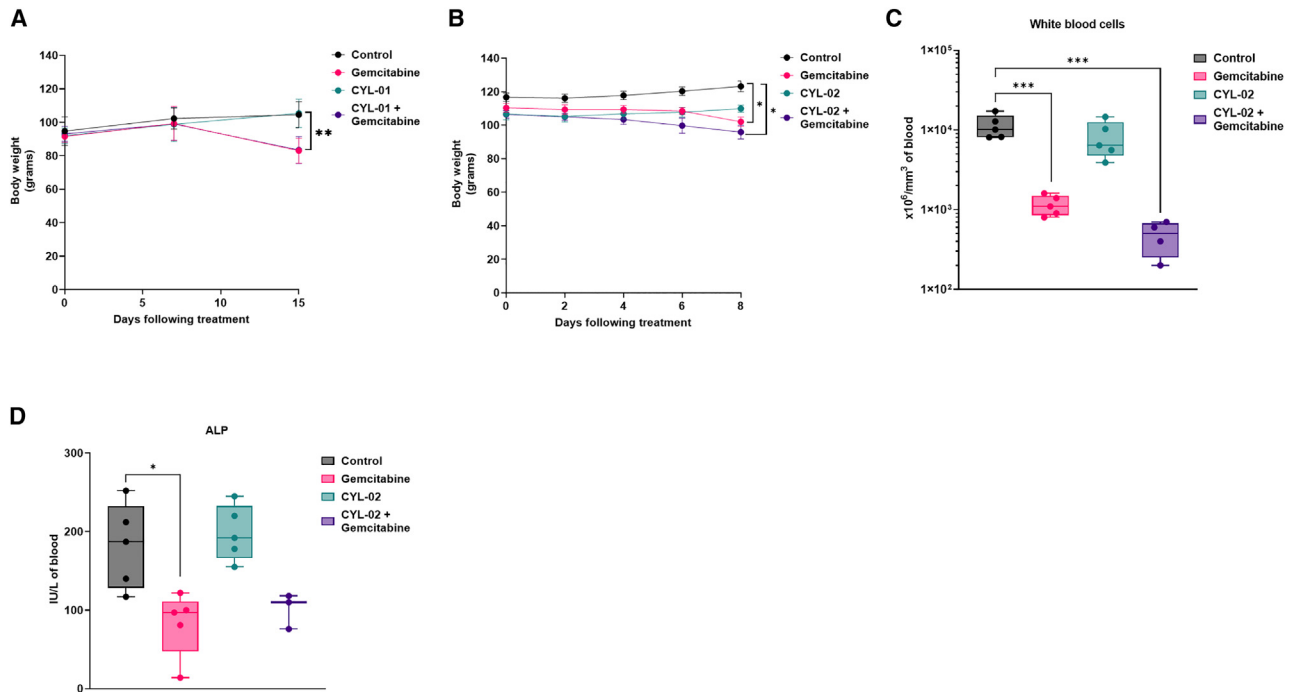 A
140
120
100
80
60
40
20
0
0
5
10
15
Body weight
(grams)
Days following treatment
Control
Gemcitabine
CYL-01
CYL-01 +
Gemcitabine
**
B
140
120
100
80
60
40
20
0
0
2
4
6
8
Body weight
(grams)
Days following treatment
Control
Gemcitabine
CYL-02
CYL-02 +
Gemcitabine
*
*
C
White blood cells
1×10⁵
1×10⁴
1×10³
1×10²
x10⁶/mm³ of blood
***
***
Control
Gemcitabine
CYL-02
CYL-02 +
Gemcitabine
D
ALP
300
200
100
0
IU/L of blood
*
Control
Gemcitabine
CYL-02
CYL-02 +
Gemcitabine